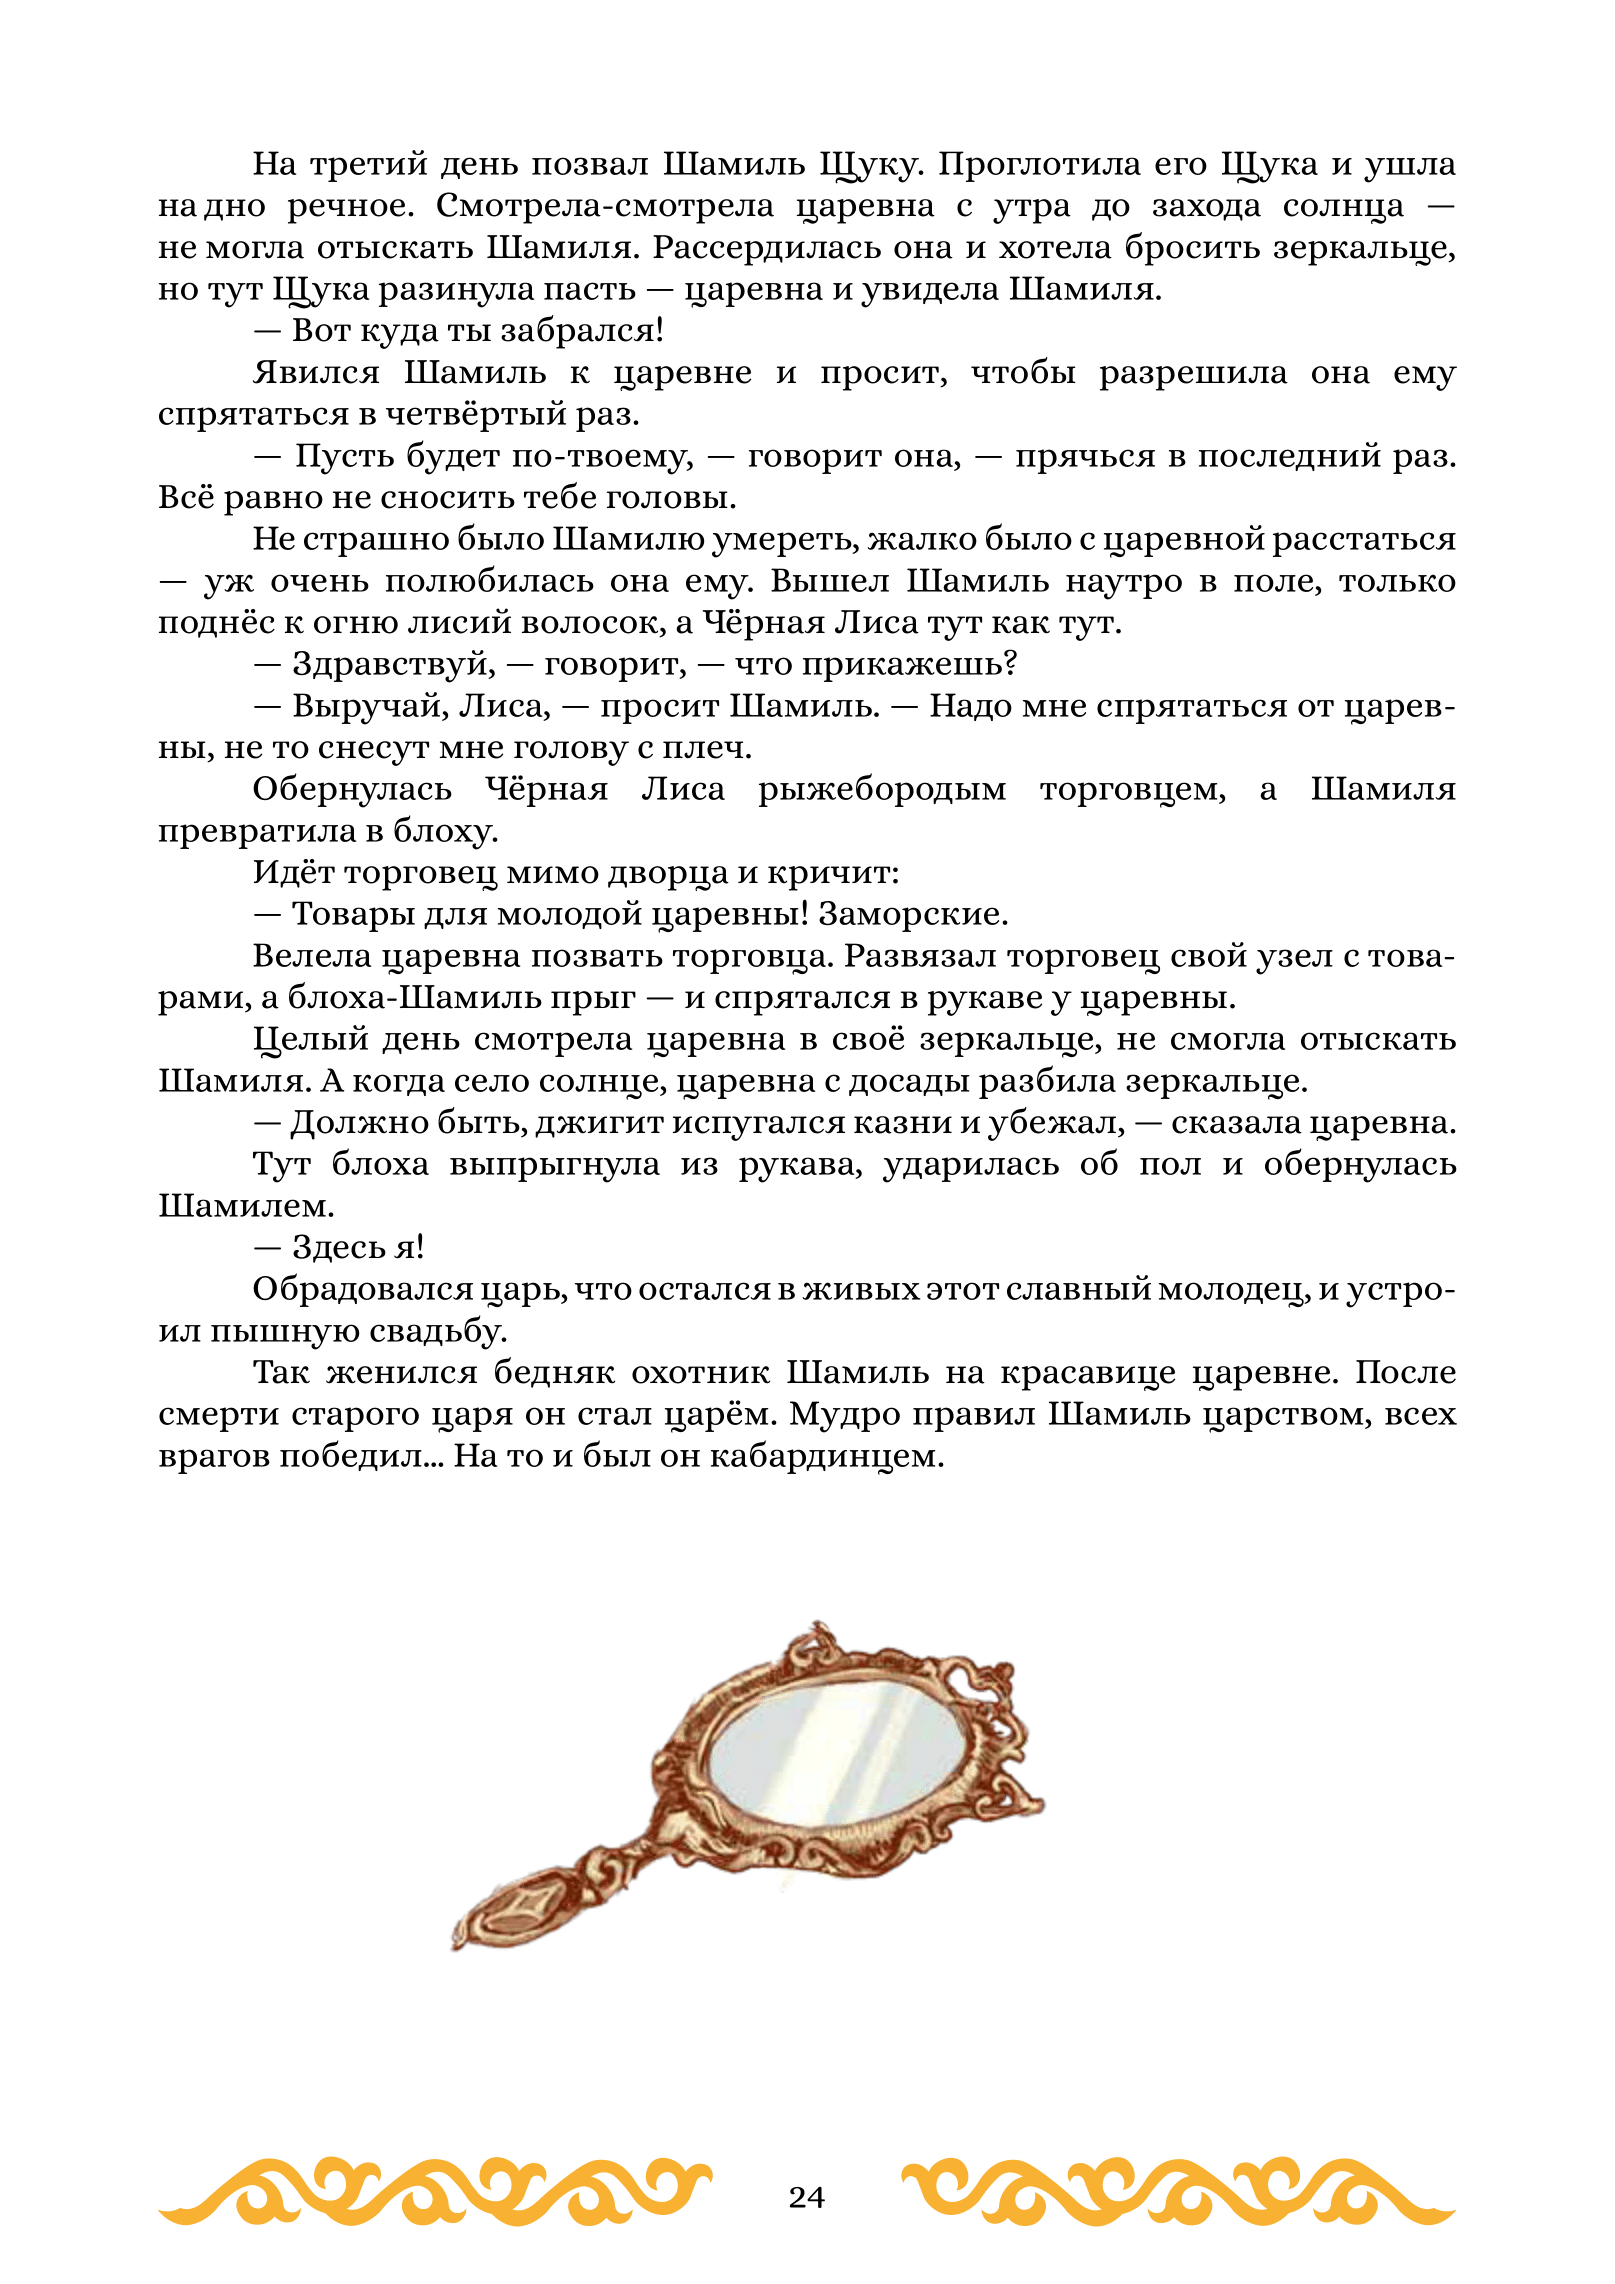 На третий день позвал Шамиль Щуку. Проглотила его Щука и ушла
на дно речное. Смотрела-смотрела царевна с утра до захода солнца —
не могла отыскать Шамиля. Рассердилась она и хотела бросить зеркальце,
но тут Щука разинула пасть — царевна и увидела Шамиля.
— Вот куда ты забрался!
Явился Шамиль к царевне и просит, чтобы разрешила она ему
спрятаться в четвёртый раз.
— Пусть будет по-твоему, — говорит она, — прячься в последний раз.
Всё равно не сносить тебе головы.
Не страшно было Шамилю умереть, жалко было с царевной расстаться
— уж очень полюбилась она ему. Вышел Шамиль наутро в поле, только
поднёс к огню лисий волосок, а Чёрная Лиса тут как тут.
— Здравствуй, — говорит, — что прикажешь?
— Выручай, Лиса, — просит Шамиль. — Надо мне спрятаться от царев-
ны, не то снесут мне голову с плеч.
Обернулась Чёрная Лиса рыжебородым торговцем, а Шамиля
превратила в блоху.
Идёт торговец мимо дворца и кричит:
— Товары для молодой царевны! Заморские.
Велела царевна позвать торговца. Развязал торговец свой узел с това-
рами, а блоха-Шамиль прыг — и спрятался в рукаве у царевны.
Целый день смотрела царевна в своё зеркальце, не смогла отыскать
Шамиля. А когда село солнце, царевна с досады разбила зеркальце.
— Должно быть, джигит испугался казни и убежал, — сказала царевна.
Тут блоха выпрыгнула из рукава, ударилась об пол и обернулась
Шамилем.
— Здесь я!
Обрадовался царь, что остался в живых этот славный молодец, и устро-
ил пышную свадьбу.
Так женился бедняк охотник Шамиль на красавице царевне. После
смерти старого царя он стал царём. Мудро правил Шамиль царством, всех
врагов победил... На то и был он кабардинцем.
24